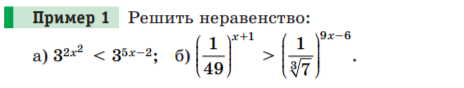 Пример 1 Решить неравенство:
а) 3^{2x^2} < 3^{5x−2}; б) (1/49)^{x+1} > (1/∛7)^{9x−6}.